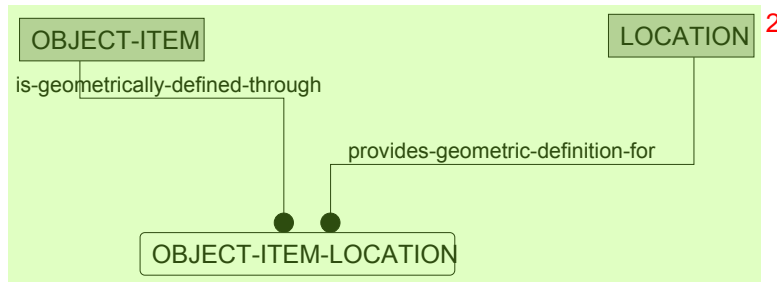 OBJECT-ITEM
LOCATION
2
is-geometrically-defined-through
provides-geometric-definition-for
OBJECT-ITEM-LOCATION